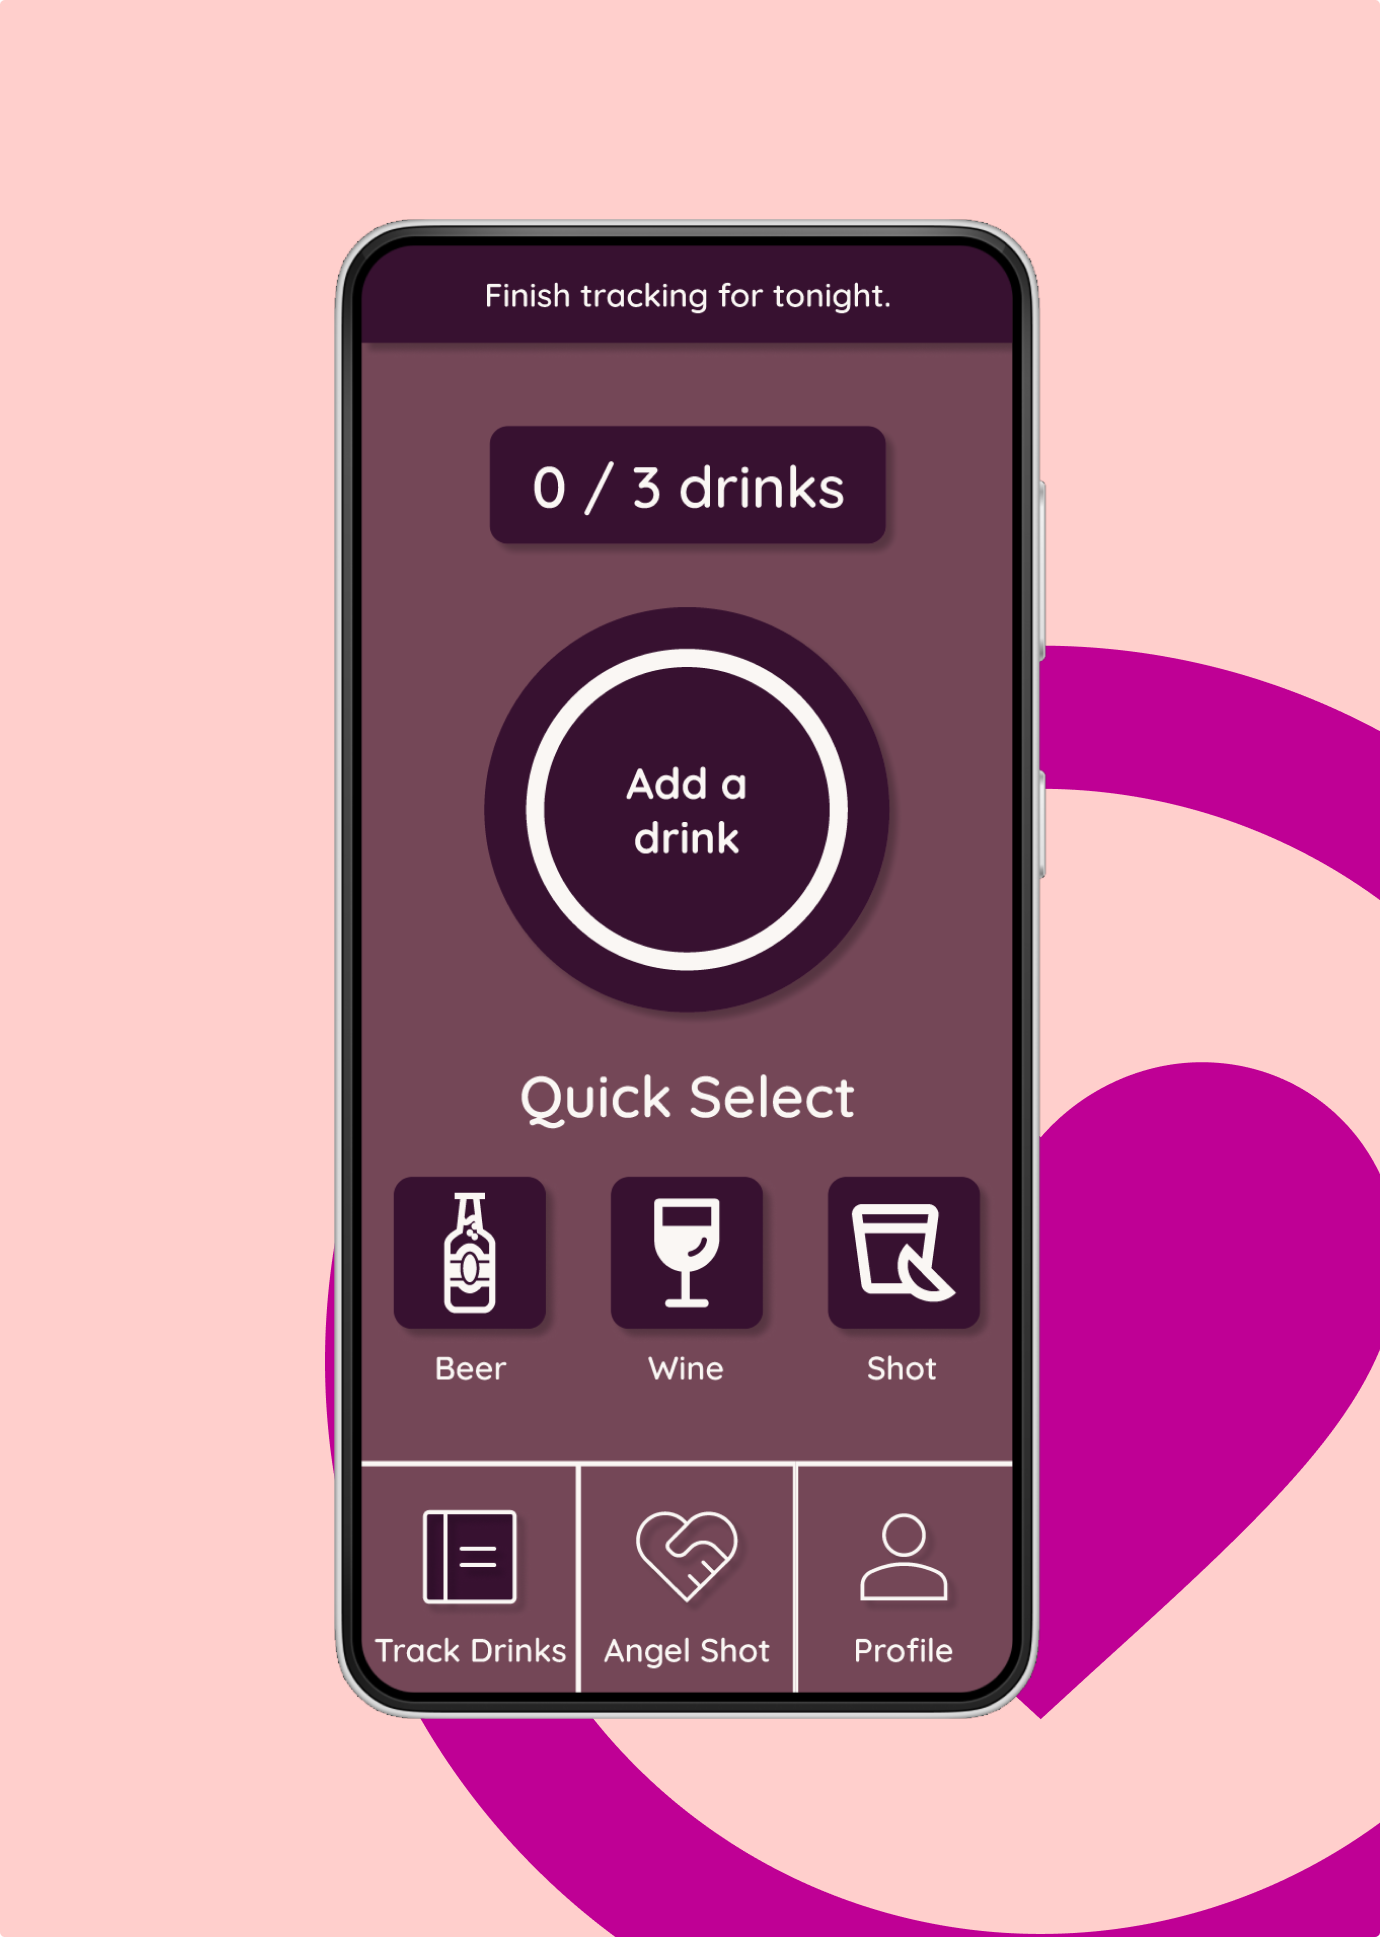 Finish tracking for tonight.
0 / 3 drinks
Add a
drink
Quick Select
Beer
Wine
Shot
Track Drinks
Angel Shot
Profile